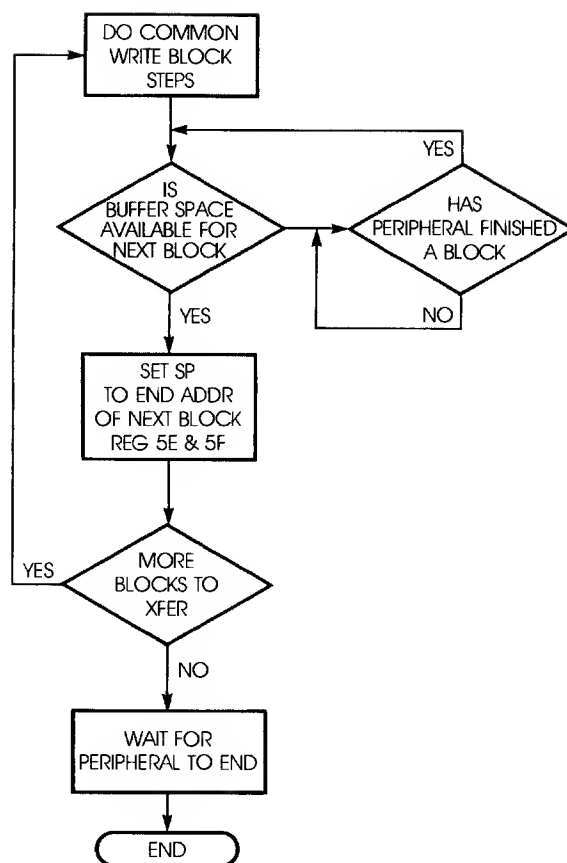 DO COMMON
WRITE BLOCK
STEPS
IS
BUFFER SPACE
AVAILABLE FOR
NEXT BLOCK
YES
HAS
PERIPHERAL FINISHED
A BLOCK
NO
YES
SET SP
TO END ADDR
OF NEXT BLOCK
REG 5E & 5F
YES
MORE
BLOCKS TO
XFER
NO
WAIT FOR
PERIPHERAL TO END
END